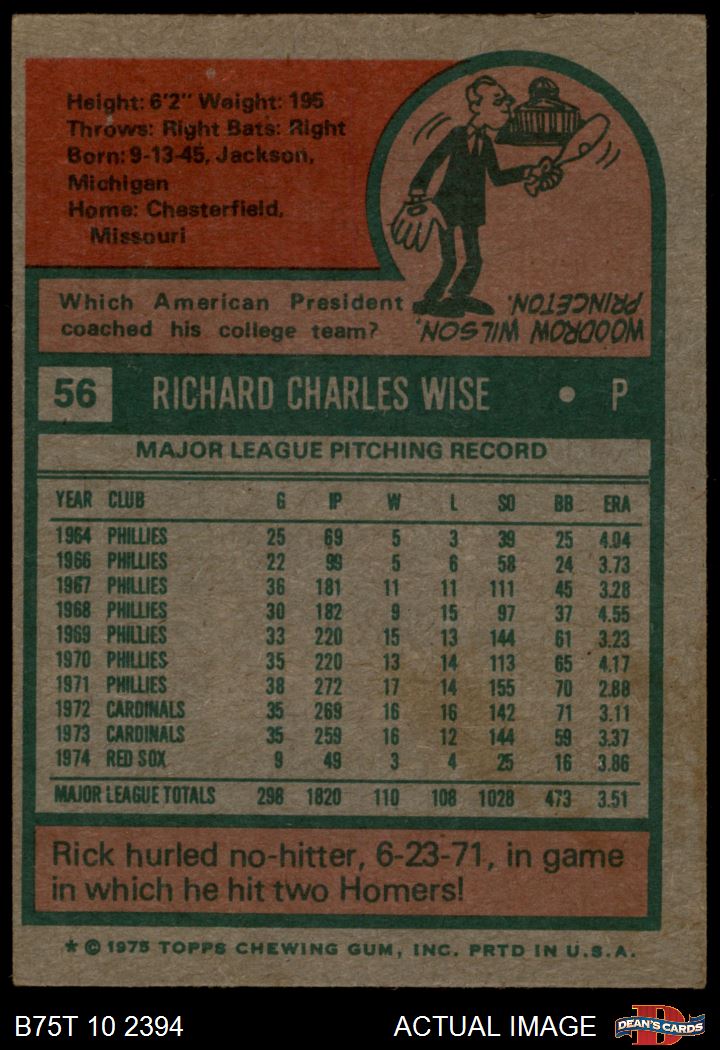 Height: 6'2" Weight: 195
Throws: Right Bats: Right
Born: 9-13-45, Jackson,
Michigan
Home: Chesterfield,
Missouri
Which American President
coached his college team?
WOODROW WILSON,
PRINCETON.
56 RICHARD CHARLES WISE • P
MAJOR LEAGUE PITCHING RECORD
YEAR CLUB G IP W L SO BB ERA
1964 PHILLIES 25 69 5 3 39 25 4.04
1966 PHILLIES 22 99 5 6 58 24 3.73
1967 PHILLIES 36 181 11 11 111 45 3.28
1968 PHILLIES 30 182 9 15 97 37 4.55
1969 PHILLIES 33 220 15 13 144 61 3.23
1970 PHILLIES 35 220 13 14 113 65 4.17
1971 PHILLIES 38 272 17 14 155 70 2.88
1972 CARDINALS 35 269 16 16 142 71 3.11
1973 CARDINALS 35 259 16 12 144 59 3.37
1974 RED SOX 9 49 3 4 25 16 3.86
MAJOR LEAGUE TOTALS 298 1820 110 108 1028 473 3.51
Rick hurled no-hitter, 6-23-71, in game
in which he hit two Homers!
* © 1975 TOPPS CHEWING GUM, INC. PRTD IN U.S.A.
B75T 10 2394 ACTUAL IMAGE D DEAN'S CARDS